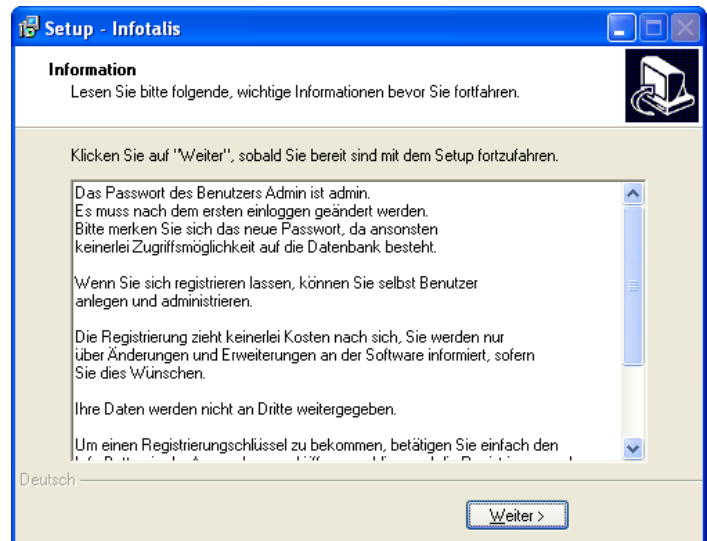 Setup - Infotalis
Information
Lesen Sie bitte folgende, wichtige Informationen bevor Sie fortfahren.
Klicken Sie auf "Weiter", sobald Sie bereit sind mit dem Setup fortzufahren.
Das Passwort des Benutzers Admin ist admin.
Es muss nach dem ersten einloggen geändert werden.
Bitte merken Sie sich das neue Passwort, da ansonsten
keinerlei Zugriffsmöglichkeit auf die Datenbank besteht.
Wenn Sie sich registrieren lassen, können Sie selbst Benutzer
anlegen und administrieren.
Die Registrierung zieht keinerlei Kosten nach sich, Sie werden nur
über Änderungen und Erweiterungen an der Software informiert, sofern
Sie dies Wünschen.
Ihre Daten werden nicht an Dritte weitergegeben.
Um einen Registrierungschlüssel zu bekommen, betätigen Sie einfach den
Deutsch
Weiter >